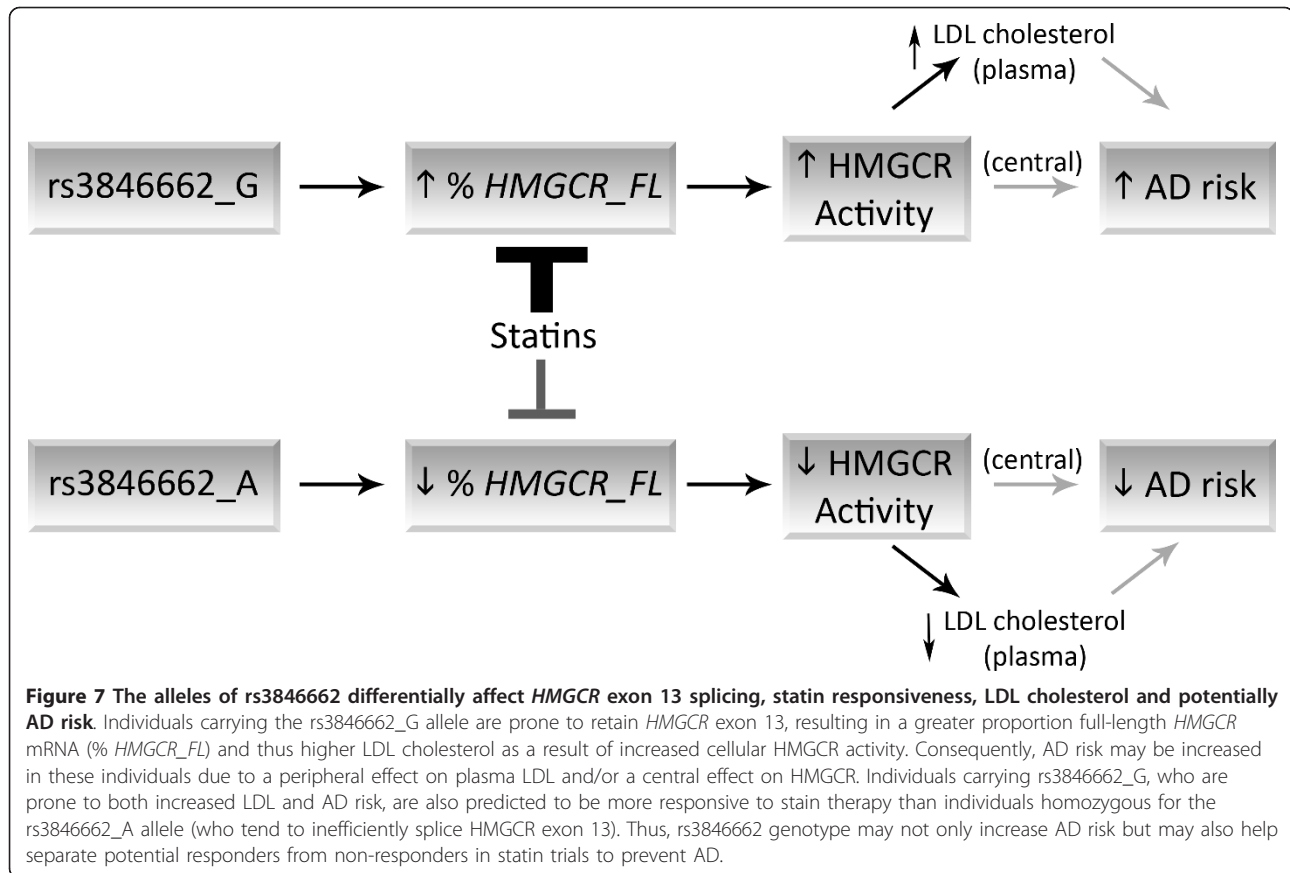 ↑ LDL cholesterol
(plasma)
rs3846662_G
↑ % HMGCR_FL
↑ HMGCR
Activity
(central)
↑ AD risk
Statins
rs3846662_A
↓ % HMGCR_FL
↓ HMGCR
Activity
(central)
↓ AD risk
↓ LDL cholesterol
(plasma)
Figure 7 The alleles of rs3846662 differentially affect HMGCR exon 13 splicing, statin responsiveness, LDL cholesterol and potentially
AD risk. Individuals carrying the rs3846662_G allele are prone to retain HMGCR exon 13, resulting in a greater proportion full-length HMGCR
mRNA (% HMGCR_FL) and thus higher LDL cholesterol as a result of increased cellular HMGCR activity. Consequently, AD risk may be increased
in these individuals due to a peripheral effect on plasma LDL and/or a central effect on HMGCR. Individuals carrying rs3846662_G, who are
prone to both increased LDL and AD risk, are also predicted to be more responsive to stain therapy than individuals homozygous for the
rs3846662_A allele (who tend to inefficiently splice HMGCR exon 13). Thus, rs3846662 genotype may not only increase AD risk but may also help
separate potential responders from non-responders in statin trials to prevent AD.